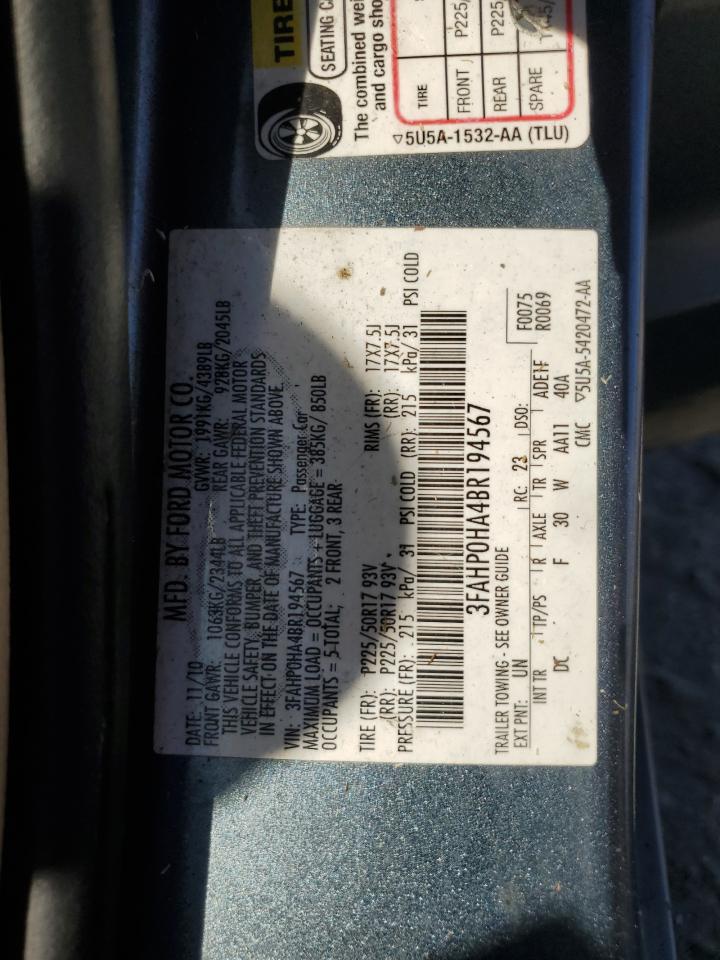 TIRE
SEATING CA
The combined wei
and cargo sho
TIRE S
FRONT P225/
REAR P225
SPARE
▽5U5A-1532-AA (TLU)
MFD. BY FORD MOTOR CO.
DATE: 11/10 GVWR: 1991KG/4389LB
FRONT GAWR: 1063KG/2344LB REAR GAWR: 928KG/2045LB
THIS VEHICLE CONFORMS TO ALL APPLICABLE FEDERAL MOTOR
VEHICLE SAFETY, BUMPER, AND THEFT PREVENTION STANDARDS
IN EFFECT ON THE DATE OF MANUFACTURE SHOWN ABOVE.
VIN: 3FAHP0HA4BR194567 TYPE: Passenger Car
MAXIMUM LOAD = OCCUPANTS + LUGGAGE = 385KG/ 850LB
OCCUPANTS = 5-TOTAL; 2 FRONT, 3 REAR
TIRE (FR): P225/50R17 93V RIMS (FR): 17X7.5J
(RR): P225/50R17 93V (RR): 17X7.5J
PRESSURE (FR): 215 kPa/ 31 PSI COLD (RR): 215 kPa/ 31 PSI COLD
3FAHP0HA4BR194567
TRAILER TOWING - SEE OWNER GUIDE F0075
EXT PNT: UN RC: 23 DSO: R0069
INT TR TP/PS R AXLE TR SPR ADE1F
DC F 30 W AA11 40A
CMC ▽5U5A-5420472-AA